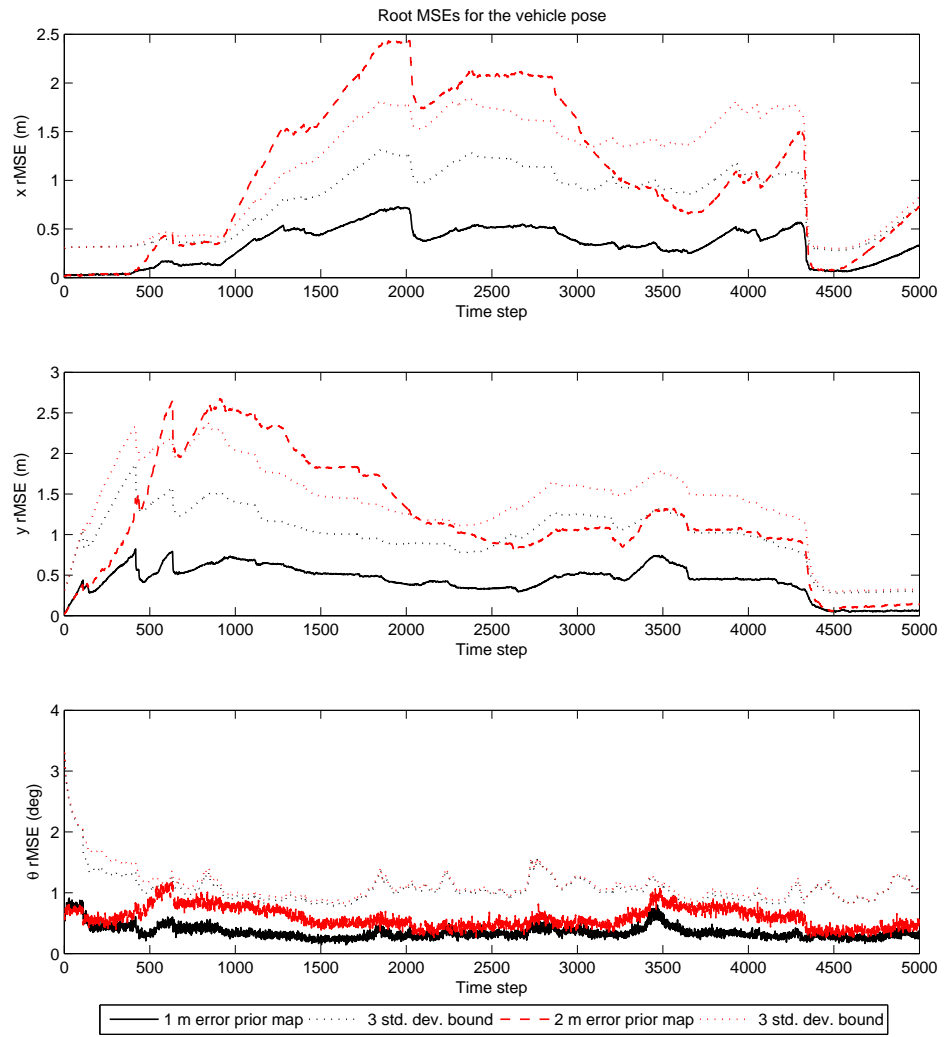 Root MSEs for the vehicle pose
2.5
2
1.5
1
0.5
0
x rMSE (m)
0 500 1000 1500 2000 2500 3000 3500 4000 4500 5000
Time step
3
2.5
2
1.5
1
0.5
0
y rMSE (m)
0 500 1000 1500 2000 2500 3000 3500 4000 4500 5000
Time step
4
3
2
1
0
θ rMSE (deg)
0 500 1000 1500 2000 2500 3000 3500 4000 4500 5000
Time step
1 m error prior map 3 std. dev. bound 2 m error prior map 3 std. dev. bound